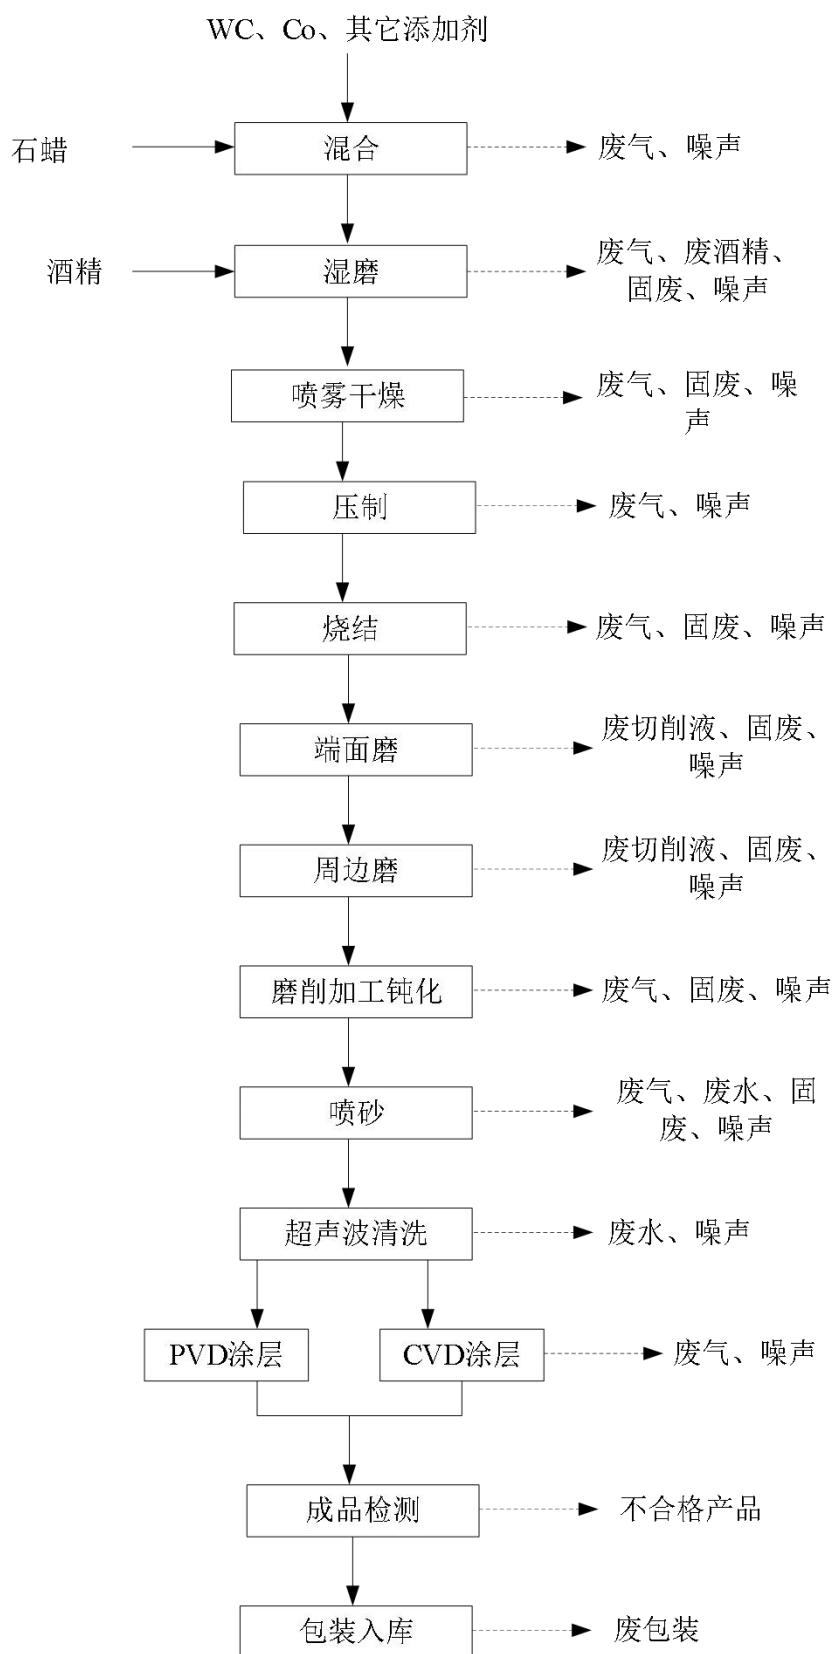 WC、Co、其它添加剂
石蜡
混合
废气、噪声
酒精
湿磨
废气、废酒精、
固废、噪声
喷雾干燥
废气、固废、噪
声
压制
废气、噪声
烧结
废气、固废、噪声
端面磨
废切削液、固废、
噪声
周边磨
废切削液、固废、
噪声
磨削加工钝化
废气、固废、噪声
喷砂
废气、废水、固
废、噪声
超声波清洗
废水、噪声
PVD涂层
CVD涂层
废气、噪声
成品检测
不合格产品
包装入库
废包装